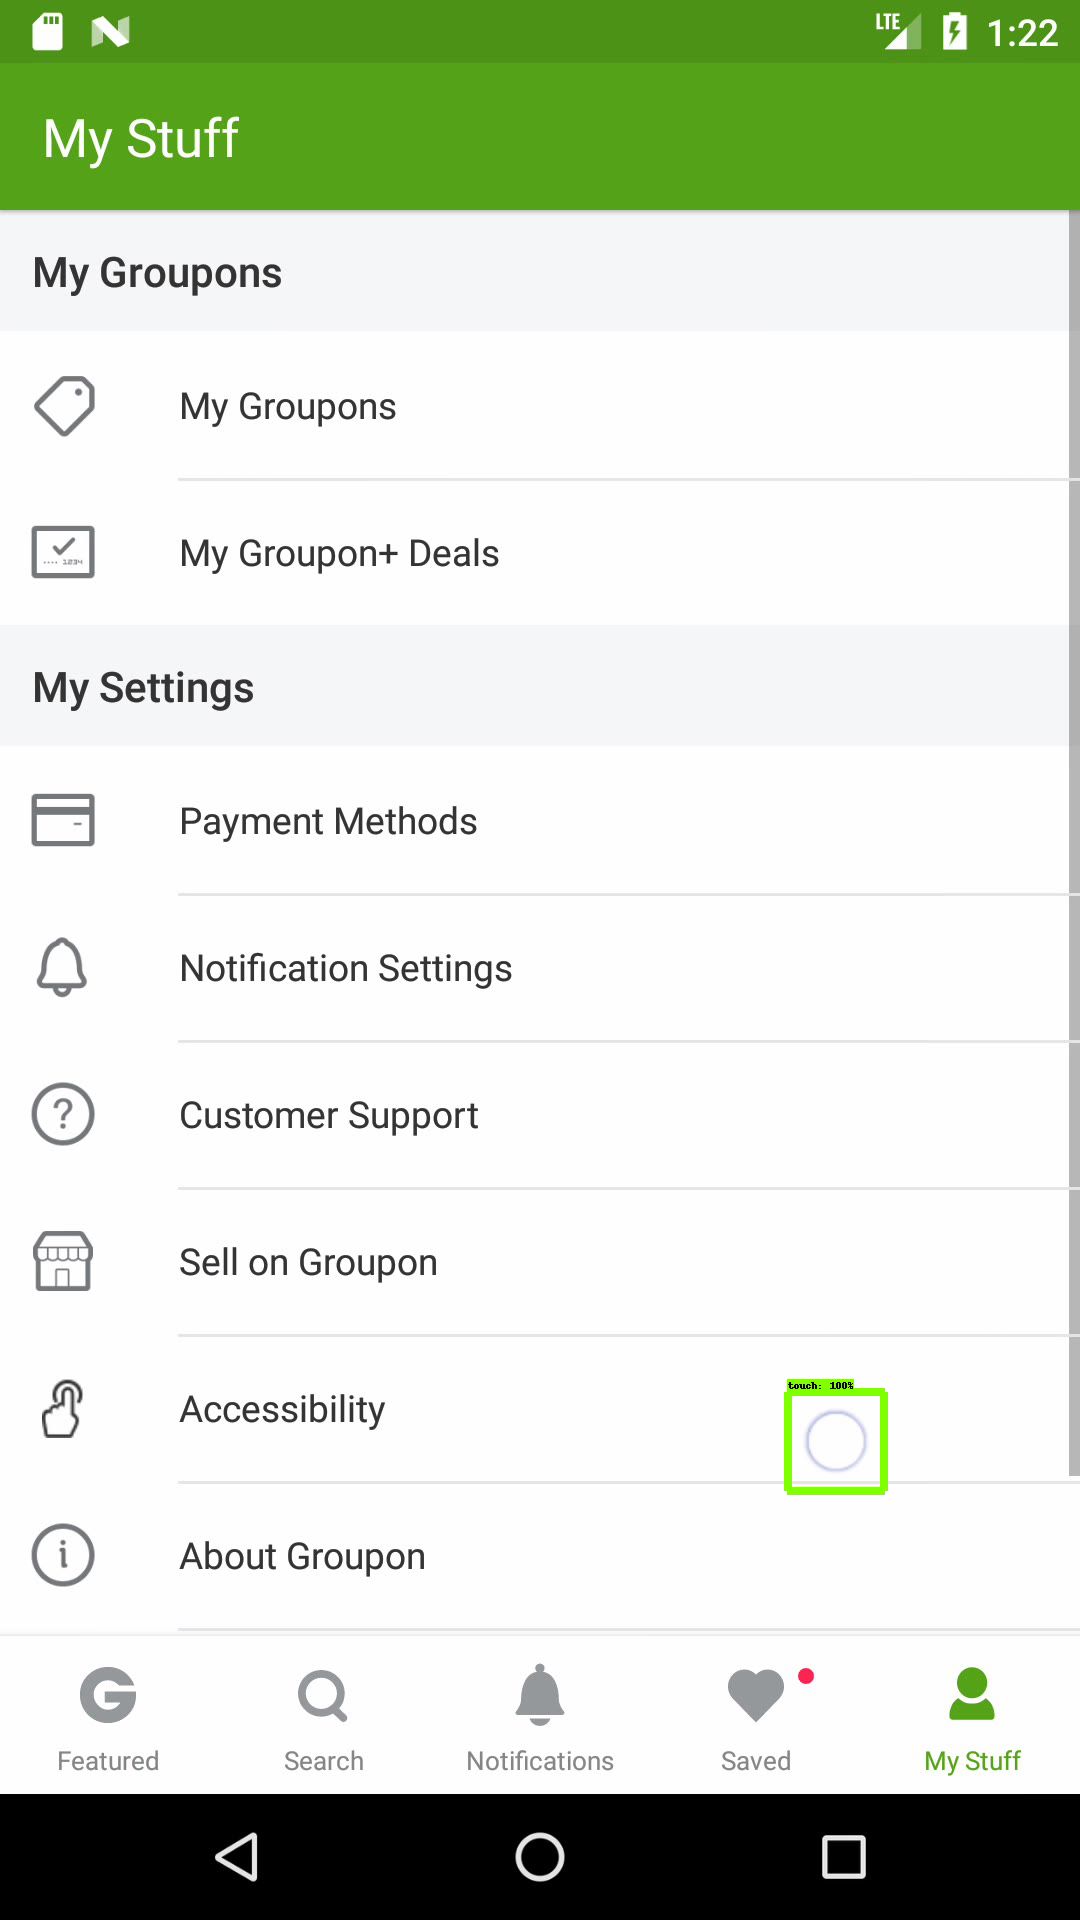 LTE 1:22
My Stuff
My Groupons
My Groupons
1234
My Groupon+ Deals
My Settings
Payment Methods
Notification Settings
? Customer Support
Sell on Groupon
touch: 100%
Accessibility
i About Groupon
G
Featured Search Notifications Saved My Stuff